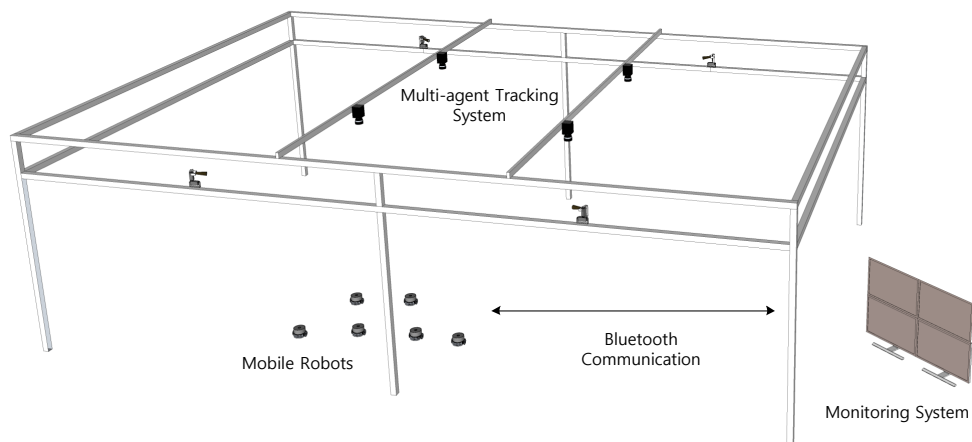 Multi-agent Tracking
System
Mobile Robots
Bluetooth
Communication
Monitoring System